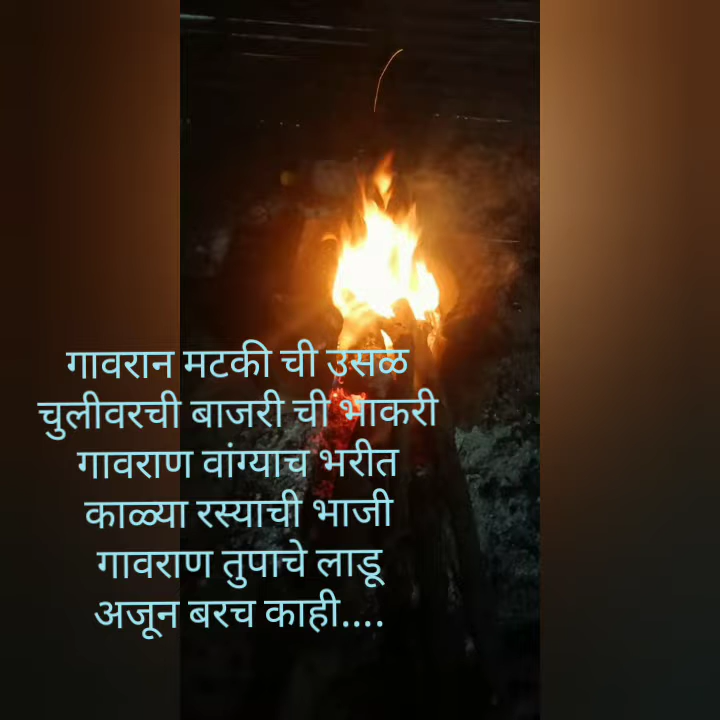 गावरान मटकी ची उसळ
चुलीवरची बाजरी ची भाकरी
गावराण वांग्याच भरीत
काळ्या रस्याची भाजी
गावराण तुपाचे लाडू
अजून बरच काही....